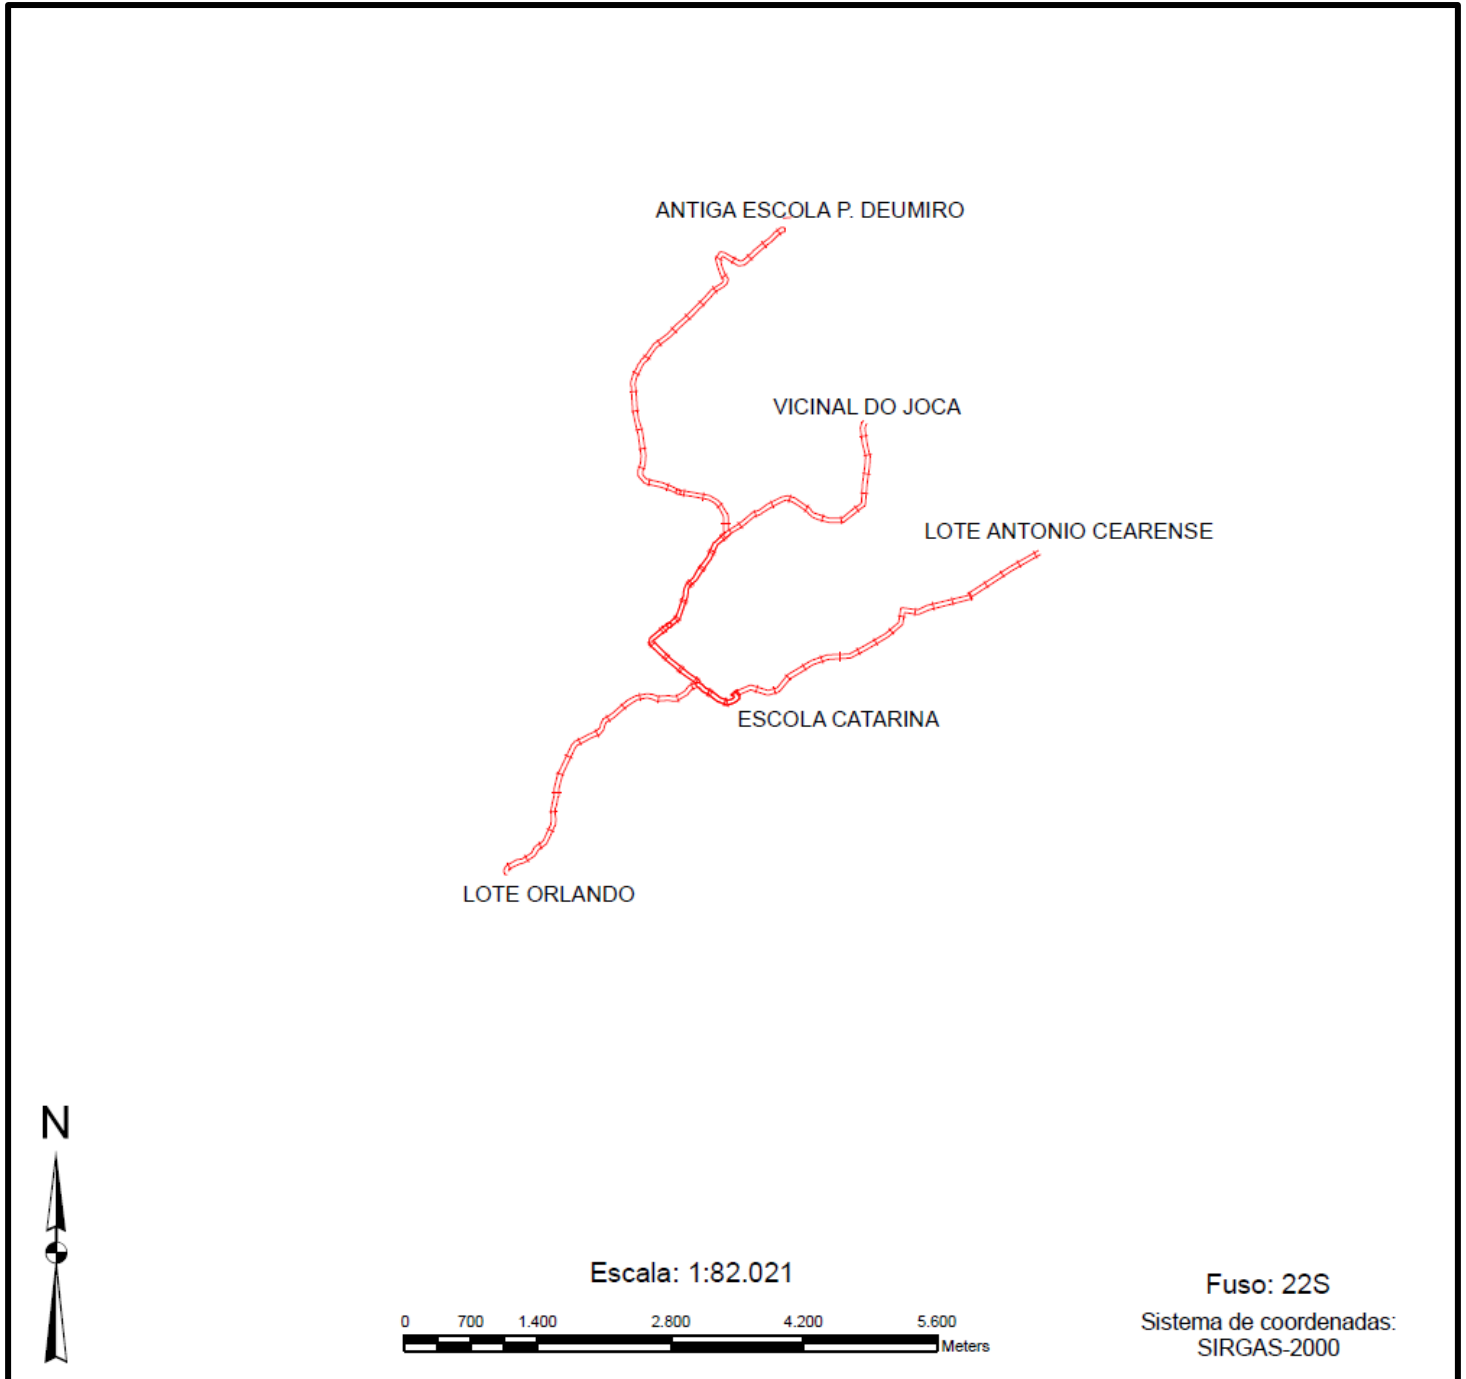 ANTIGA ESCOLA P. DEUMIRO
VICINAL DO JOCA
LOTE ANTONIO CEARENSE
ESCOLA CATARINA
LOTE ORLANDO
N
Escala: 1:82.021
0 700 1.400 2.800 4.200 5.600
Meters
Fuso: 22S
Sistema de coordenadas:
SIRGAS-2000